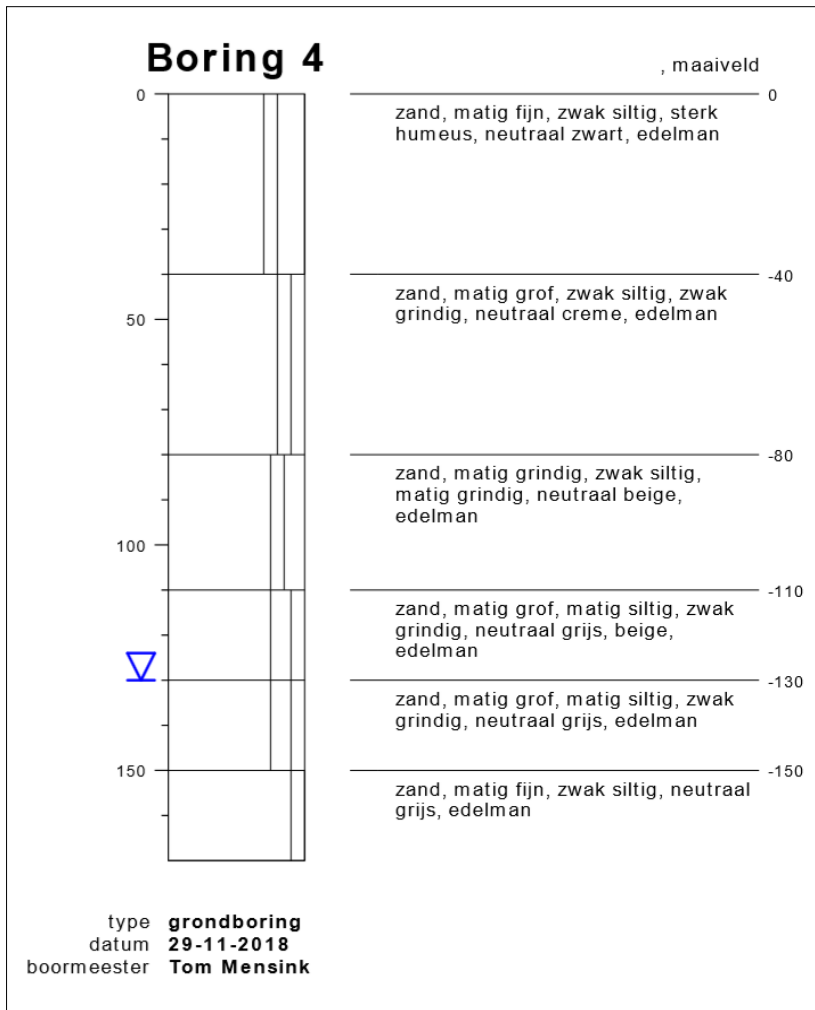 Boring 4
, maaiveld
0
0
zand, matig fijn, zwak siltig, sterk
humeus, neutraal zwart, edelman
-40
zand, matig grof, zwak siltig, zwak
grindig, neutraal creme, edelman
50
-80
zand, matig grindig, zwak siltig,
matig grindig, neutraal beige,
edelman
100
-110
zand, matig grof, matig siltig, zwak
grindig, neutraal grijs, beige,
edelman
-130
zand, matig grof, matig siltig, zwak
grindig, neutraal grijs, edelman
150
-150
zand, matig fijn, zwak siltig, neutraal
grijs, edelman
type grondboring
datum 29-11-2018
boormeester Tom Mensink